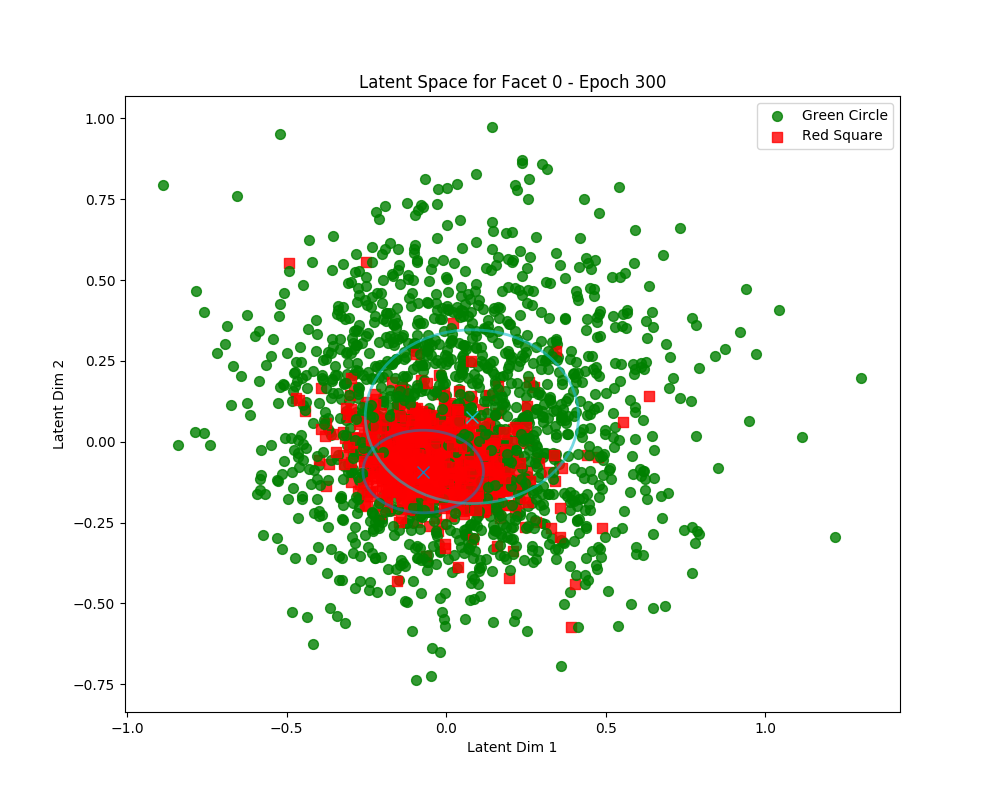 Latent Space for Facet 0 - Epoch 300
Green Circle
Red Square
1.00
0.75
0.50
0.25
0.00
−0.25
−0.50
−0.75
Latent Dim 2
−1.0
−0.5
0.0
0.5
1.0
Latent Dim 1